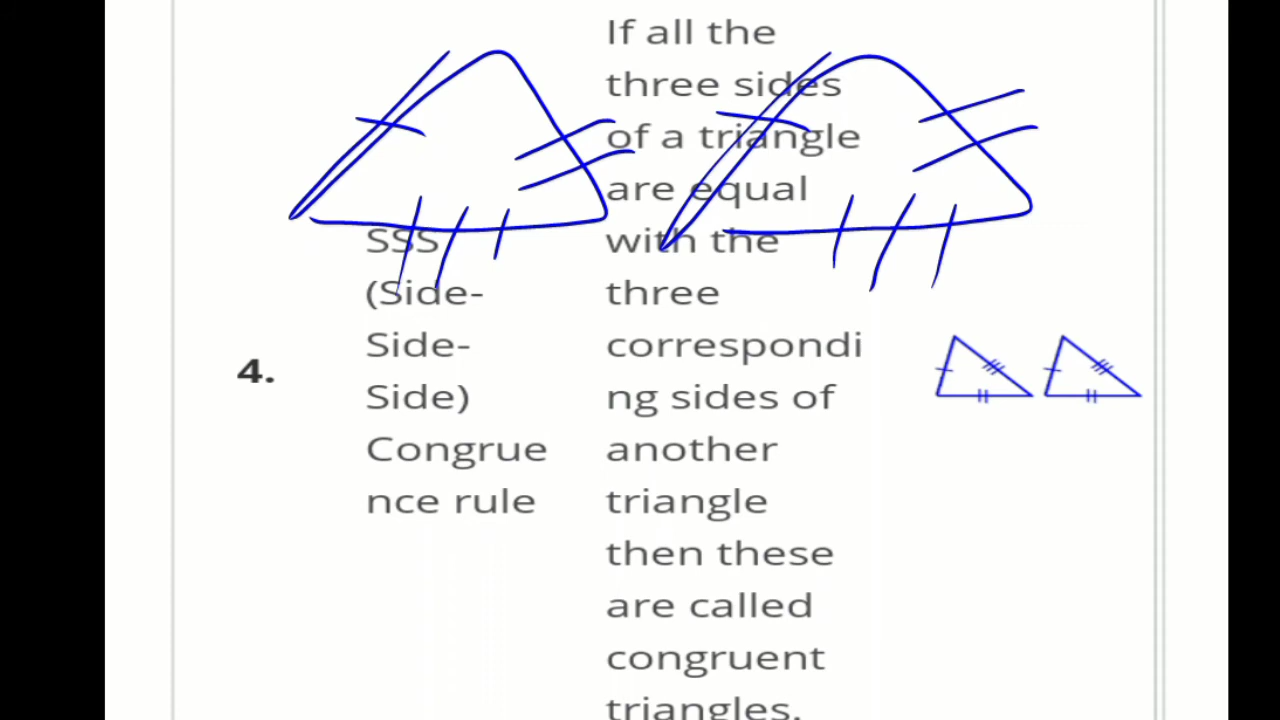 4.
SSS
(Side-
Side-
Side)
Congrue
nce rule
If all the
three sides
of a triangle
are equal
with the
three
correspondi
ng sides of
another
triangle
then these
are called
congruent
triangles.